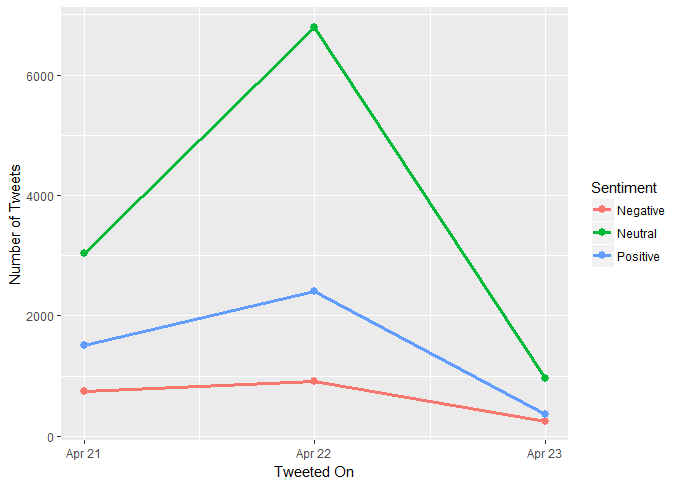 6000
4000
2000
0
Number of Tweets
Apr 21
Apr 22
Apr 23
Tweeted On
Sentiment
Negative
Neutral
Positive